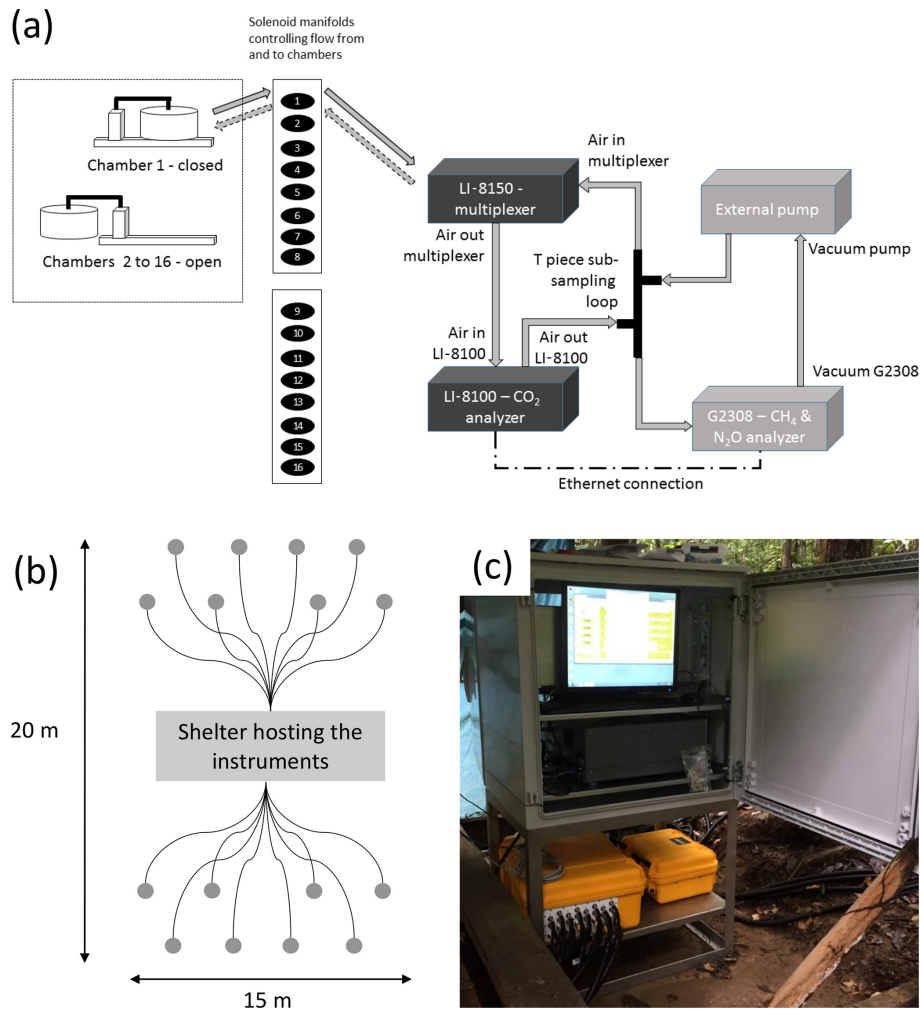 (a)
Solenoid manifolds
controlling flow from
and to chambers
Chamber 1 - closed
Chambers 2 to 16 - open
1
2
3
4
5
6
7
8
9
10
11
12
13
14
15
16
LI-8150 -
multiplexer
Air in
multiplexer
Air out
multiplexer
T piece sub-
sampling
loop
External pump
Vacuum pump
Air in
LI-8100
Air out
LI-8100
Vacuum G2308
LI-8100 – CO2
analyzer
G2308 – CH4 &
N2O analyzer
Ethernet connection
(b)
20 m
Shelter hosting the
instruments
15 m
(c)